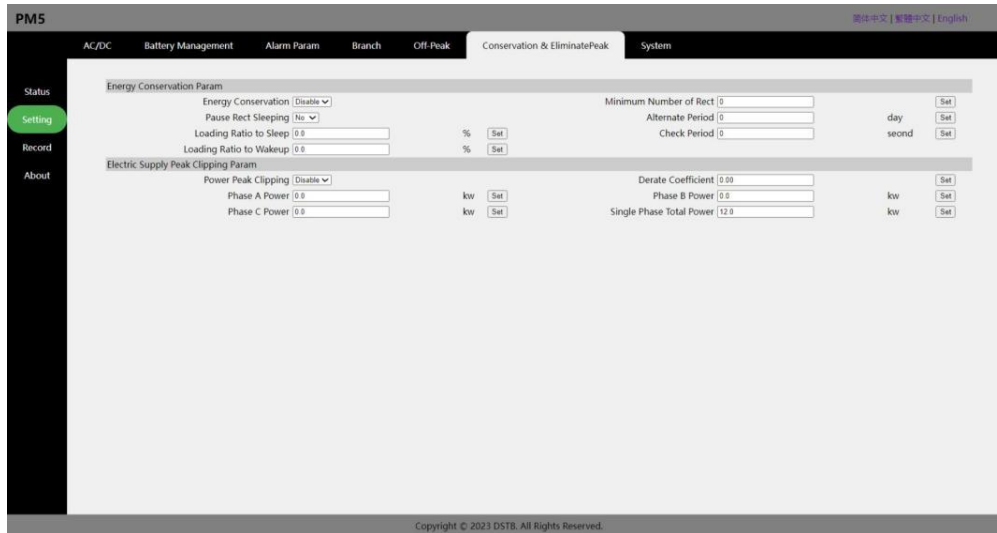 PM5
简体中文 | 繁體中文 | English
AC/DC Battery Management Alarm Param Branch Off-Peak Conservation & EliminatePeak System
Status
Setting
Record
About
Energy Conservation Param
Energy Conservation Disable Minimum Number of Rect 0 Set
Pause Rect Sleeping No Alternate Period 0 day Set
Loading Ratio to Sleep 0.0 % Set Check Period 0 seond Set
Loading Ratio to Wakeup 0.0 % Set
Electric Supply Peak Clipping Param
Power Peak Clipping Disable Derate Coefficient 0.00 Set
Phase A Power 0.0 kw Set Phase B Power 0.0 kw Set
Phase C Power 0.0 kw Set Single Phase Total Power 12.0 kw Set
Copyright © 2023 DSTB. All Rights Reserved.